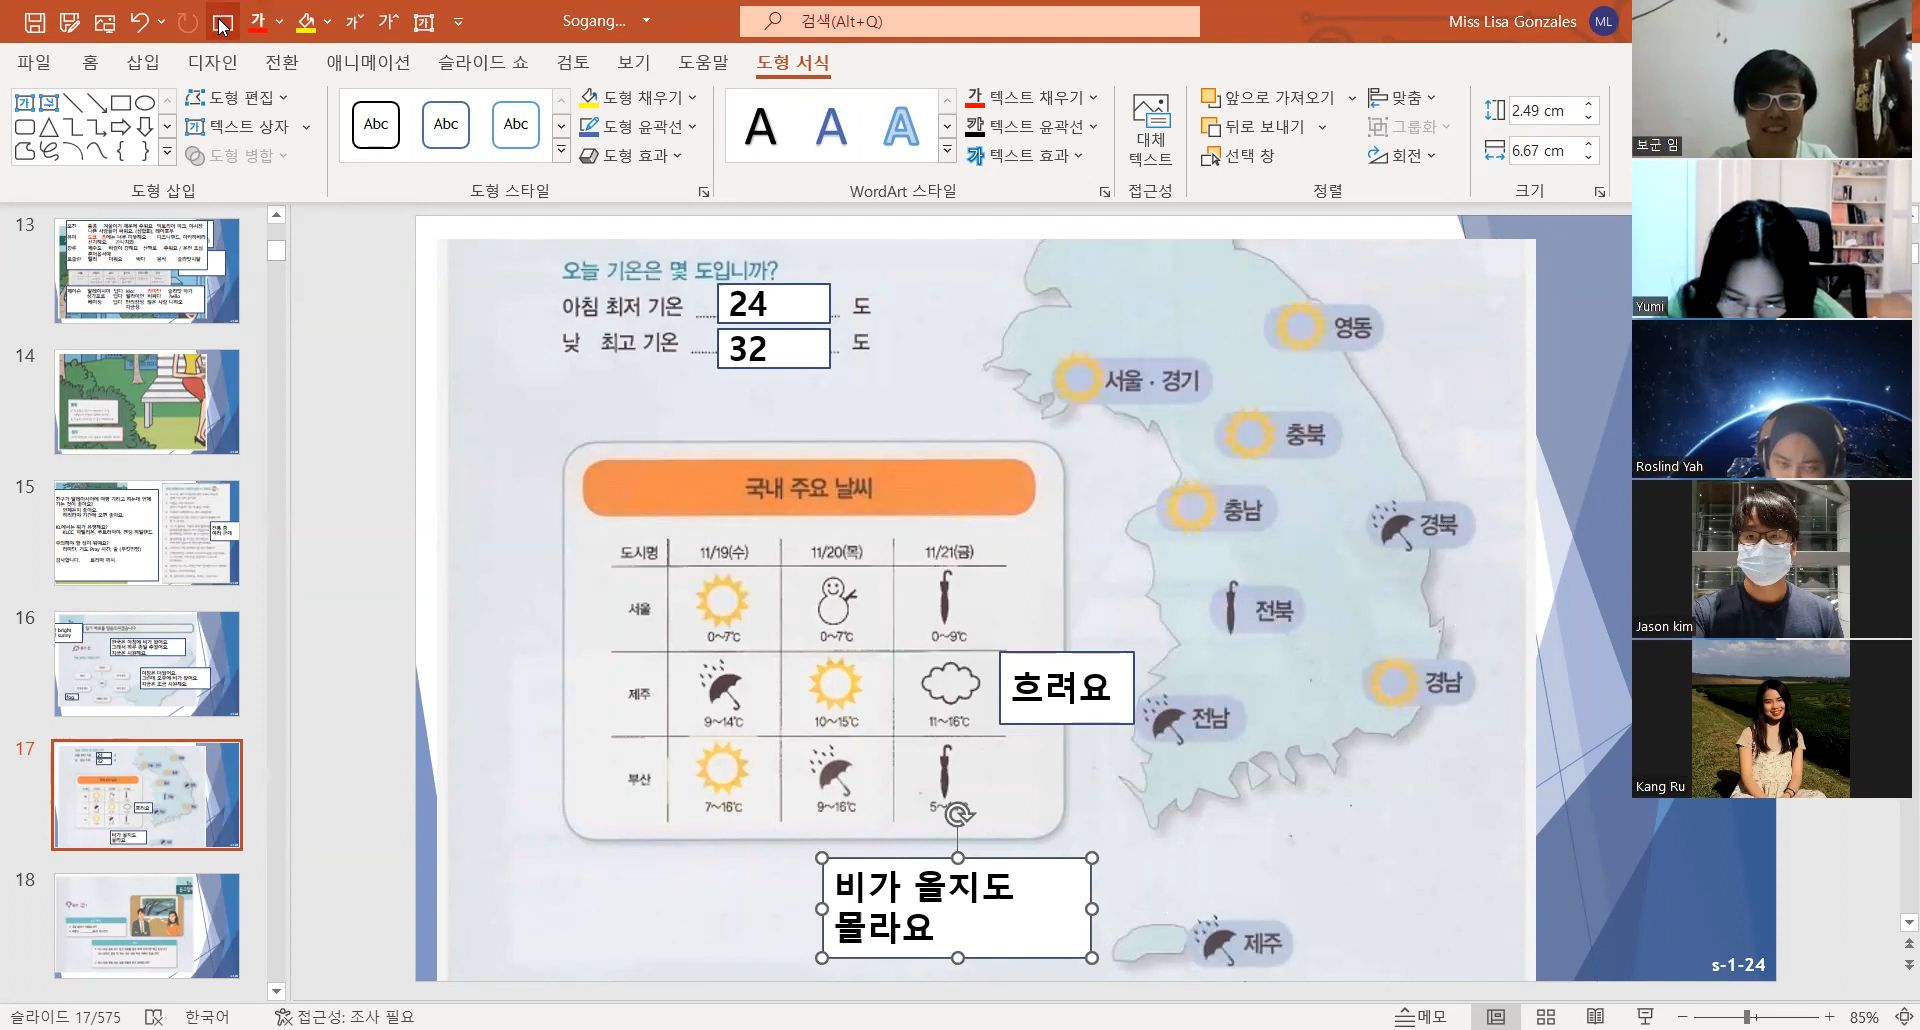 Sogang...
검색(Alt+Q)
Miss Lisa Gonzales
ML
파일 홈 삽입 디자인 전환 애니메이션 슬라이드 쇼 검토 보기 도움말 도형 서식
도형 편집
텍스트 상자
도형 병합
도형 삽입
Abc Abc Abc
도형 채우기
도형 윤곽선
도형 효과
도형 스타일
A A A
텍스트 채우기
텍스트 윤곽선
텍스트 효과
WordArt 스타일
대체
텍스트
접근성
앞으로 가져오기
뒤로 보내기
선택 창
맞춤
그룹화
회전
정렬
2.49 cm
6.67 cm
크기
13
14
15
16
17
18
오늘 기온은 몇 도입니까?
아침 최저 기온 24 도
낮 최고 기온 32 도
국내 주요 날씨
도시명 11/19(수) 11/20(목) 11/21(금)
서울 0~7℃ 0~7℃ 0~9℃
제주 9~14℃ 10~15℃ 11~16℃
부산 7~16℃ 9~16℃ 5~
흐려요
비가 올지도
몰라요
영동
서울·경기
충북
충남
경북
전북
경남
전남
제주
s-1-24
보군 임
Yumi
Roslind Yah
Jason kim
Kang Ru
슬라이드 17/575
한국어
접근성: 조사 필요
메모
85%